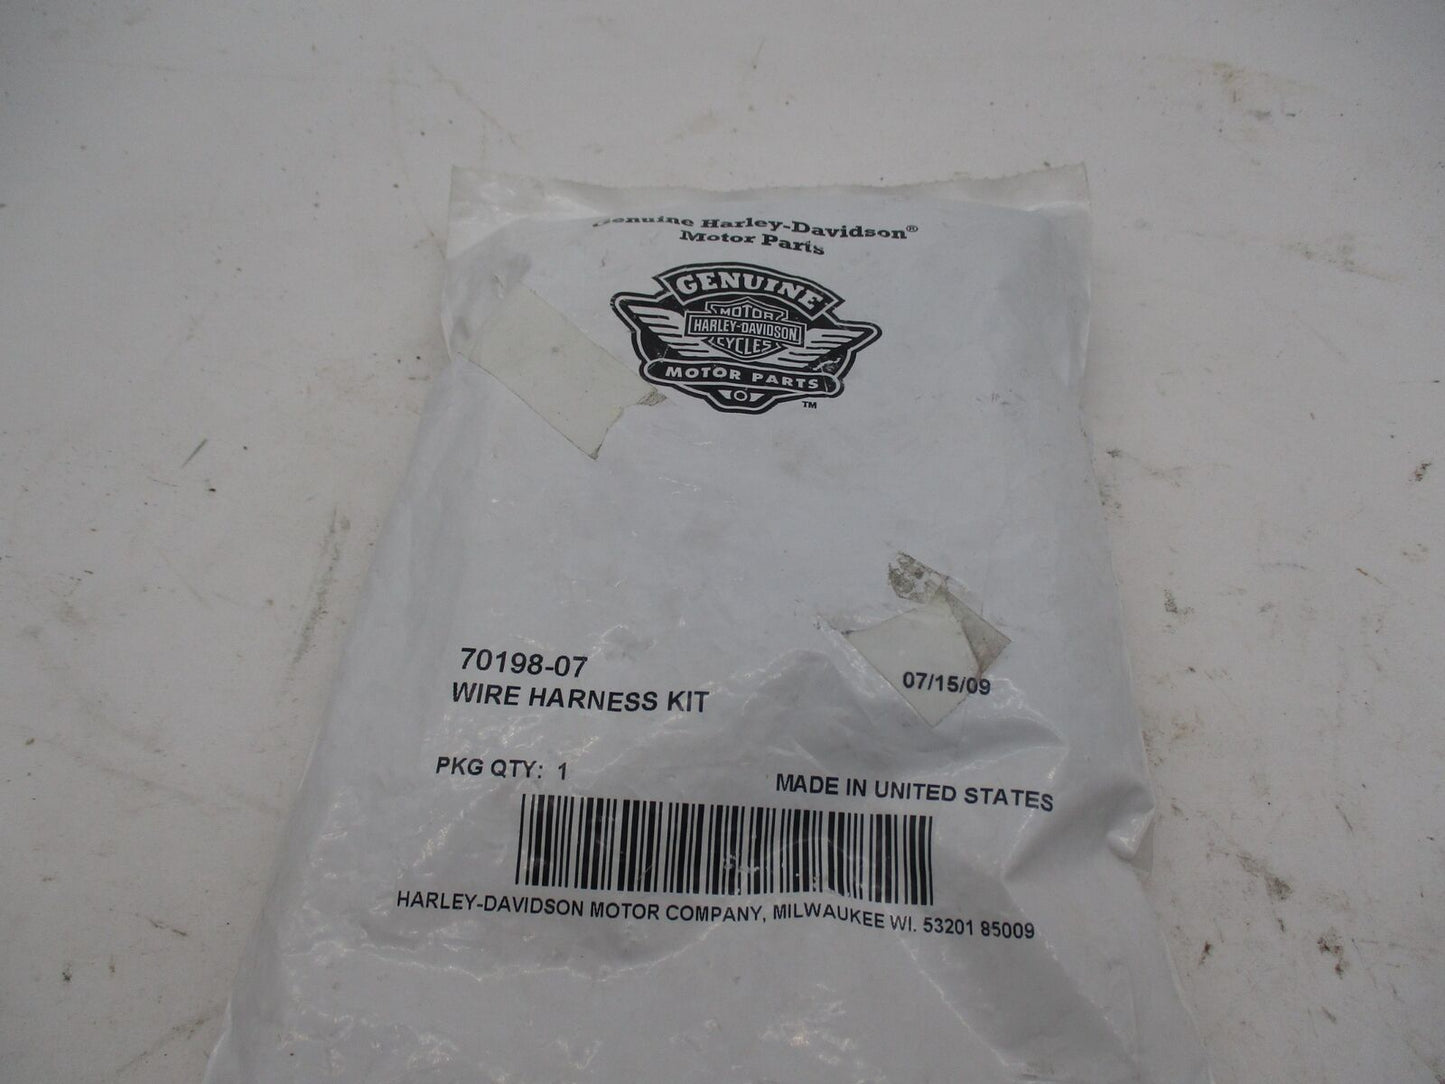 Genuine Harley-Davidson®
Motor Parts
GENUINE
MOTOR
HARLEY-DAVIDSON
CYCLES
MOTOR PARTS
TM
70198-07
WIRE HARNESS KIT
07/15/09
PKG QTY: 1
MADE IN UNITED STATES
HARLEY-DAVIDSON MOTOR COMPANY, MILWAUKEE WI. 53201 85009